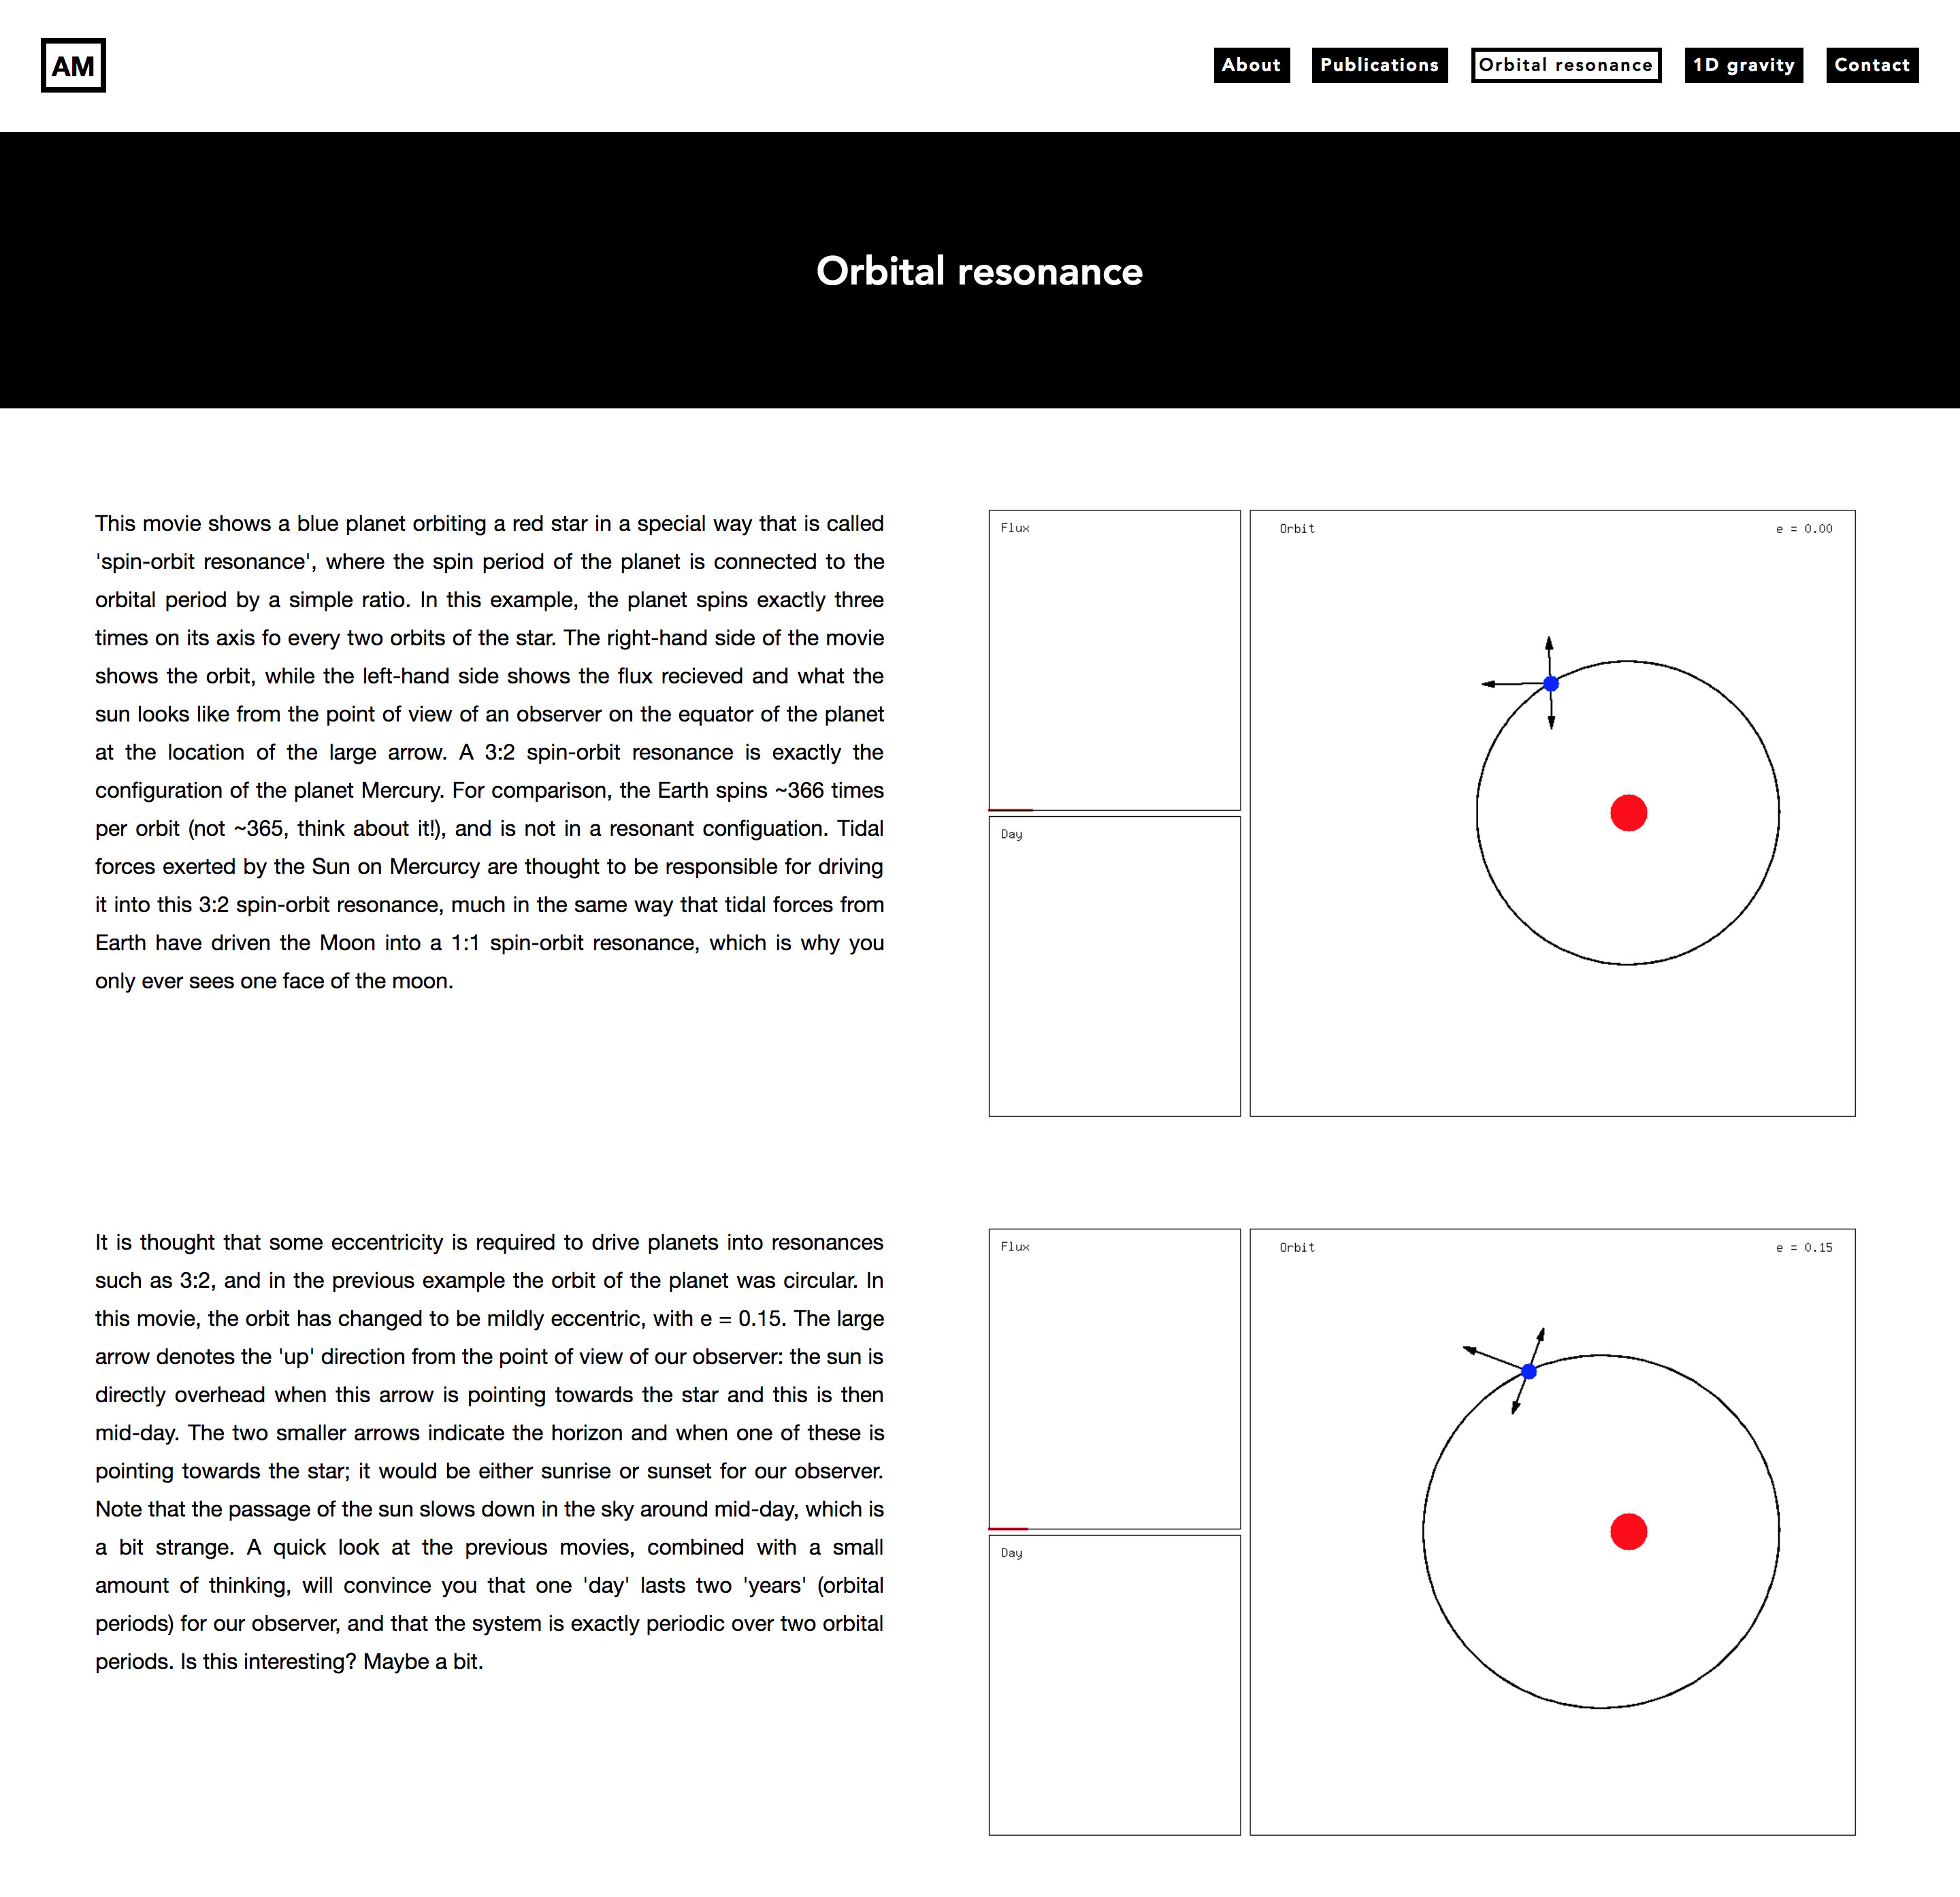 AM
About
Publications
Orbital resonance
1D gravity
Contact
Orbital resonance
This movie shows a blue planet orbiting a red star in a special way that is called
'spin-orbit resonance', where the spin period of the planet is connected to the
orbital period by a simple ratio. In this example, the planet spins exactly three
times on its axis fo every two orbits of the star. The right-hand side of the movie
shows the orbit, while the left-hand side shows the flux recieved and what the
sun looks like from the point of view of an observer on the equator of the planet
at the location of the large arrow. A 3:2 spin-orbit resonance is exactly the
configuration of the planet Mercury. For comparison, the Earth spins ~366 times
per orbit (not ~365, think about it!), and is not in a resonant configuation. Tidal
forces exerted by the Sun on Mercurcy are thought to be responsible for driving
it into this 3:2 spin-orbit resonance, much in the same way that tidal forces from
Earth have driven the Moon into a 1:1 spin-orbit resonance, which is why you
only ever sees one face of the moon.
Flux
Orbit
e = 0.00
Day
It is thought that some eccentricity is required to drive planets into resonances
such as 3:2, and in the previous example the orbit of the planet was circular. In
this movie, the orbit has changed to be mildly eccentric, with e = 0.15. The large
arrow denotes the 'up' direction from the point of view of our observer: the sun is
directly overhead when this arrow is pointing towards the star and this is then
mid-day. The two smaller arrows indicate the horizon and when one of these is
pointing towards the star; it would be either sunrise or sunset for our observer.
Note that the passage of the sun slows down in the sky around mid-day, which is
a bit strange. A quick look at the previous movies, combined with a small
amount of thinking, will convince you that one 'day' lasts two 'years' (orbital
periods) for our observer, and that the system is exactly periodic over two orbital
periods. Is this interesting? Maybe a bit.
Flux
Orbit
e = 0.15
Day